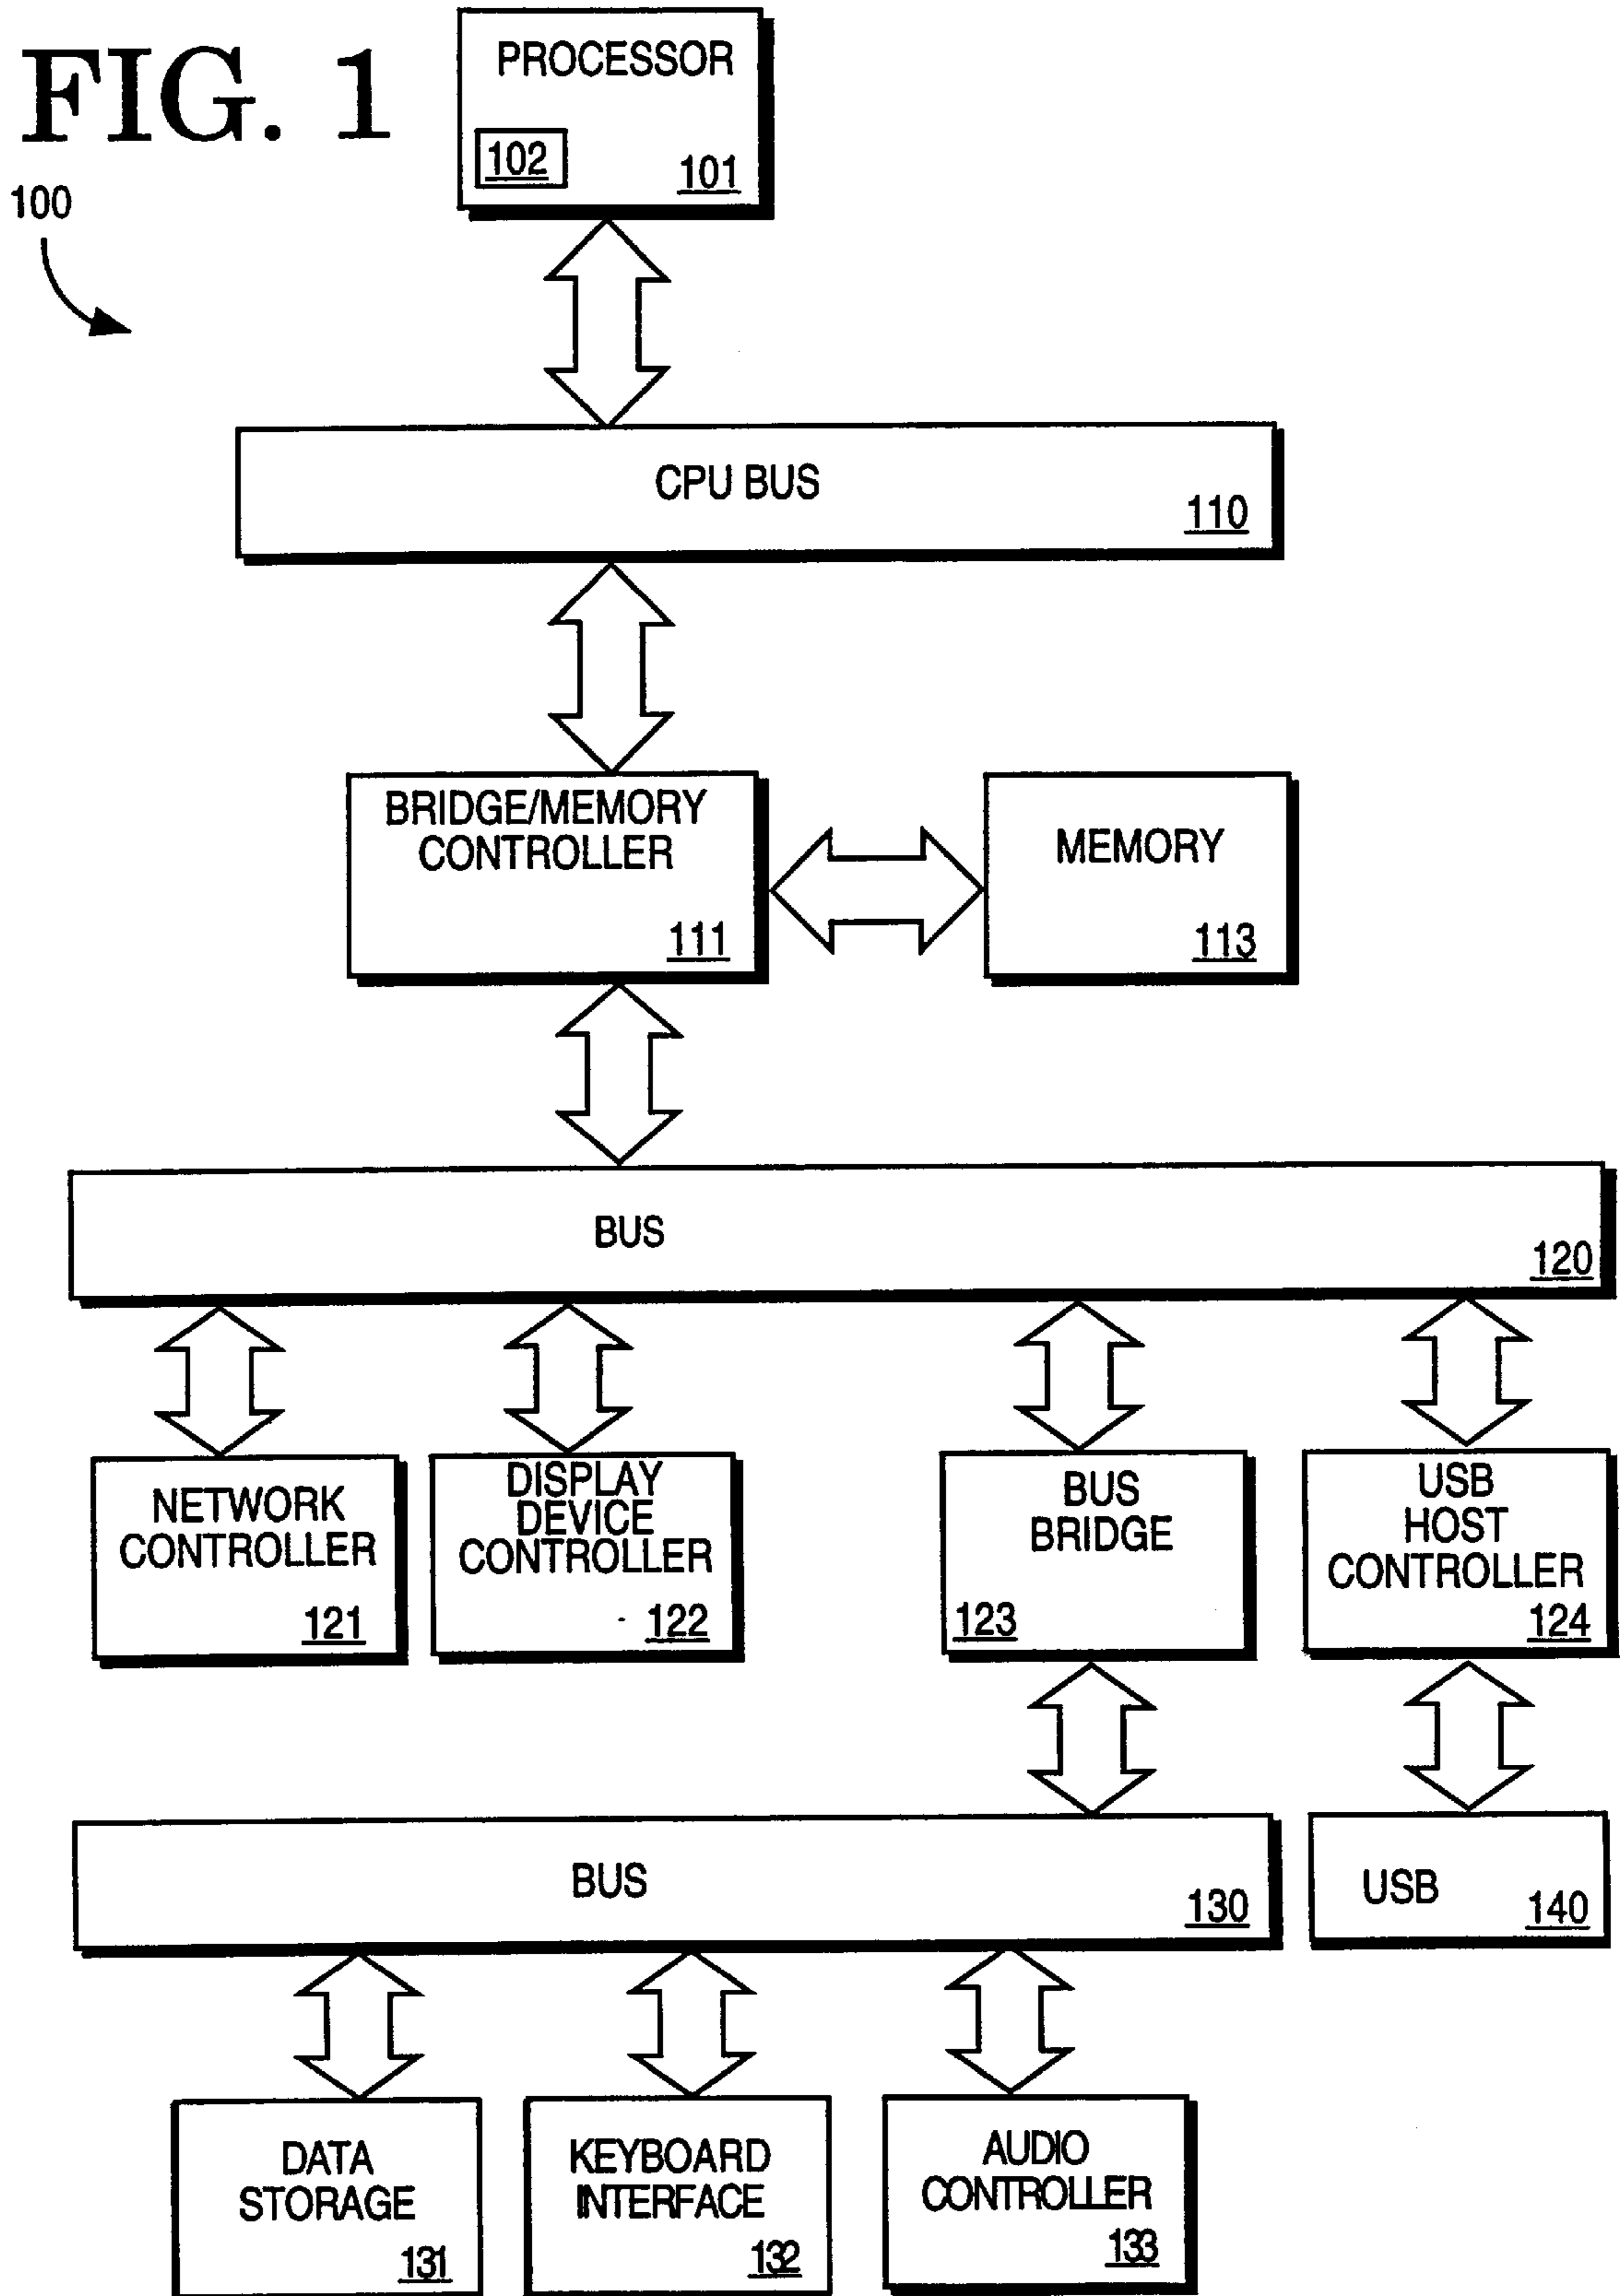 FIG. 1
100
PROCESSOR
102
101
CPU BUS
110
BRIDGE/MEMORY
CONTROLLER
111
MEMORY
113
BUS
120
NETWORK
CONTROLLER
121
DISPLAY
DEVICE
CONTROLLER
122
BUS
BRIDGE
123
USB
HOST
CONTROLLER
124
BUS
130
USB
140
DATA
STORAGE
131
KEYBOARD
INTERFACE
132
AUDIO
CONTROLLER
133